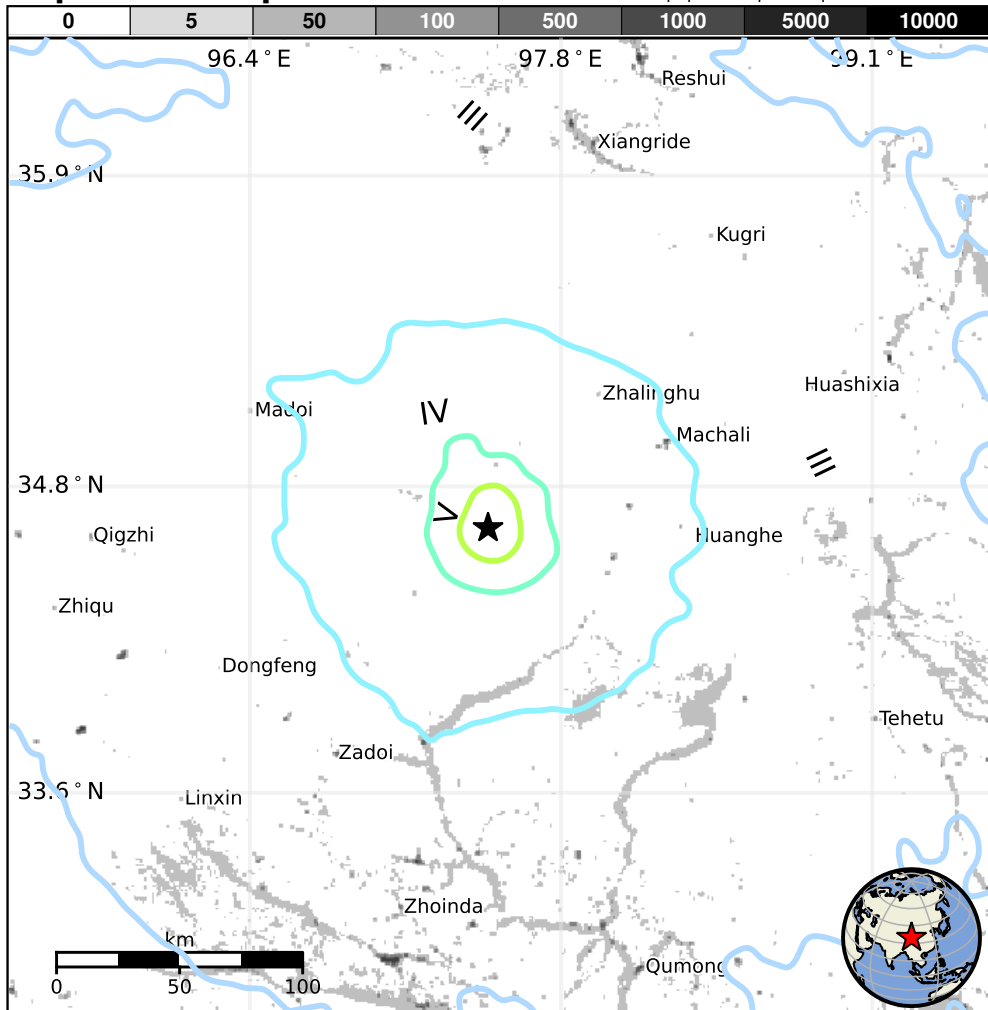 0 5 50 100 500 1000 5000 10000
96.4°E 97.8°E 99.1°E
Reshui
III
Xiangride
35.9°N
Kugri
Zhalinghu
Huashixia
Madoi
IV
Machali
III
34.8°N
V
Qigzhi
Huanghe
Zhiqu
Dongfeng
Tehetu
Zadoi
33.6°N
Linxin
Zhoinda
km
Qumong
0 50 100